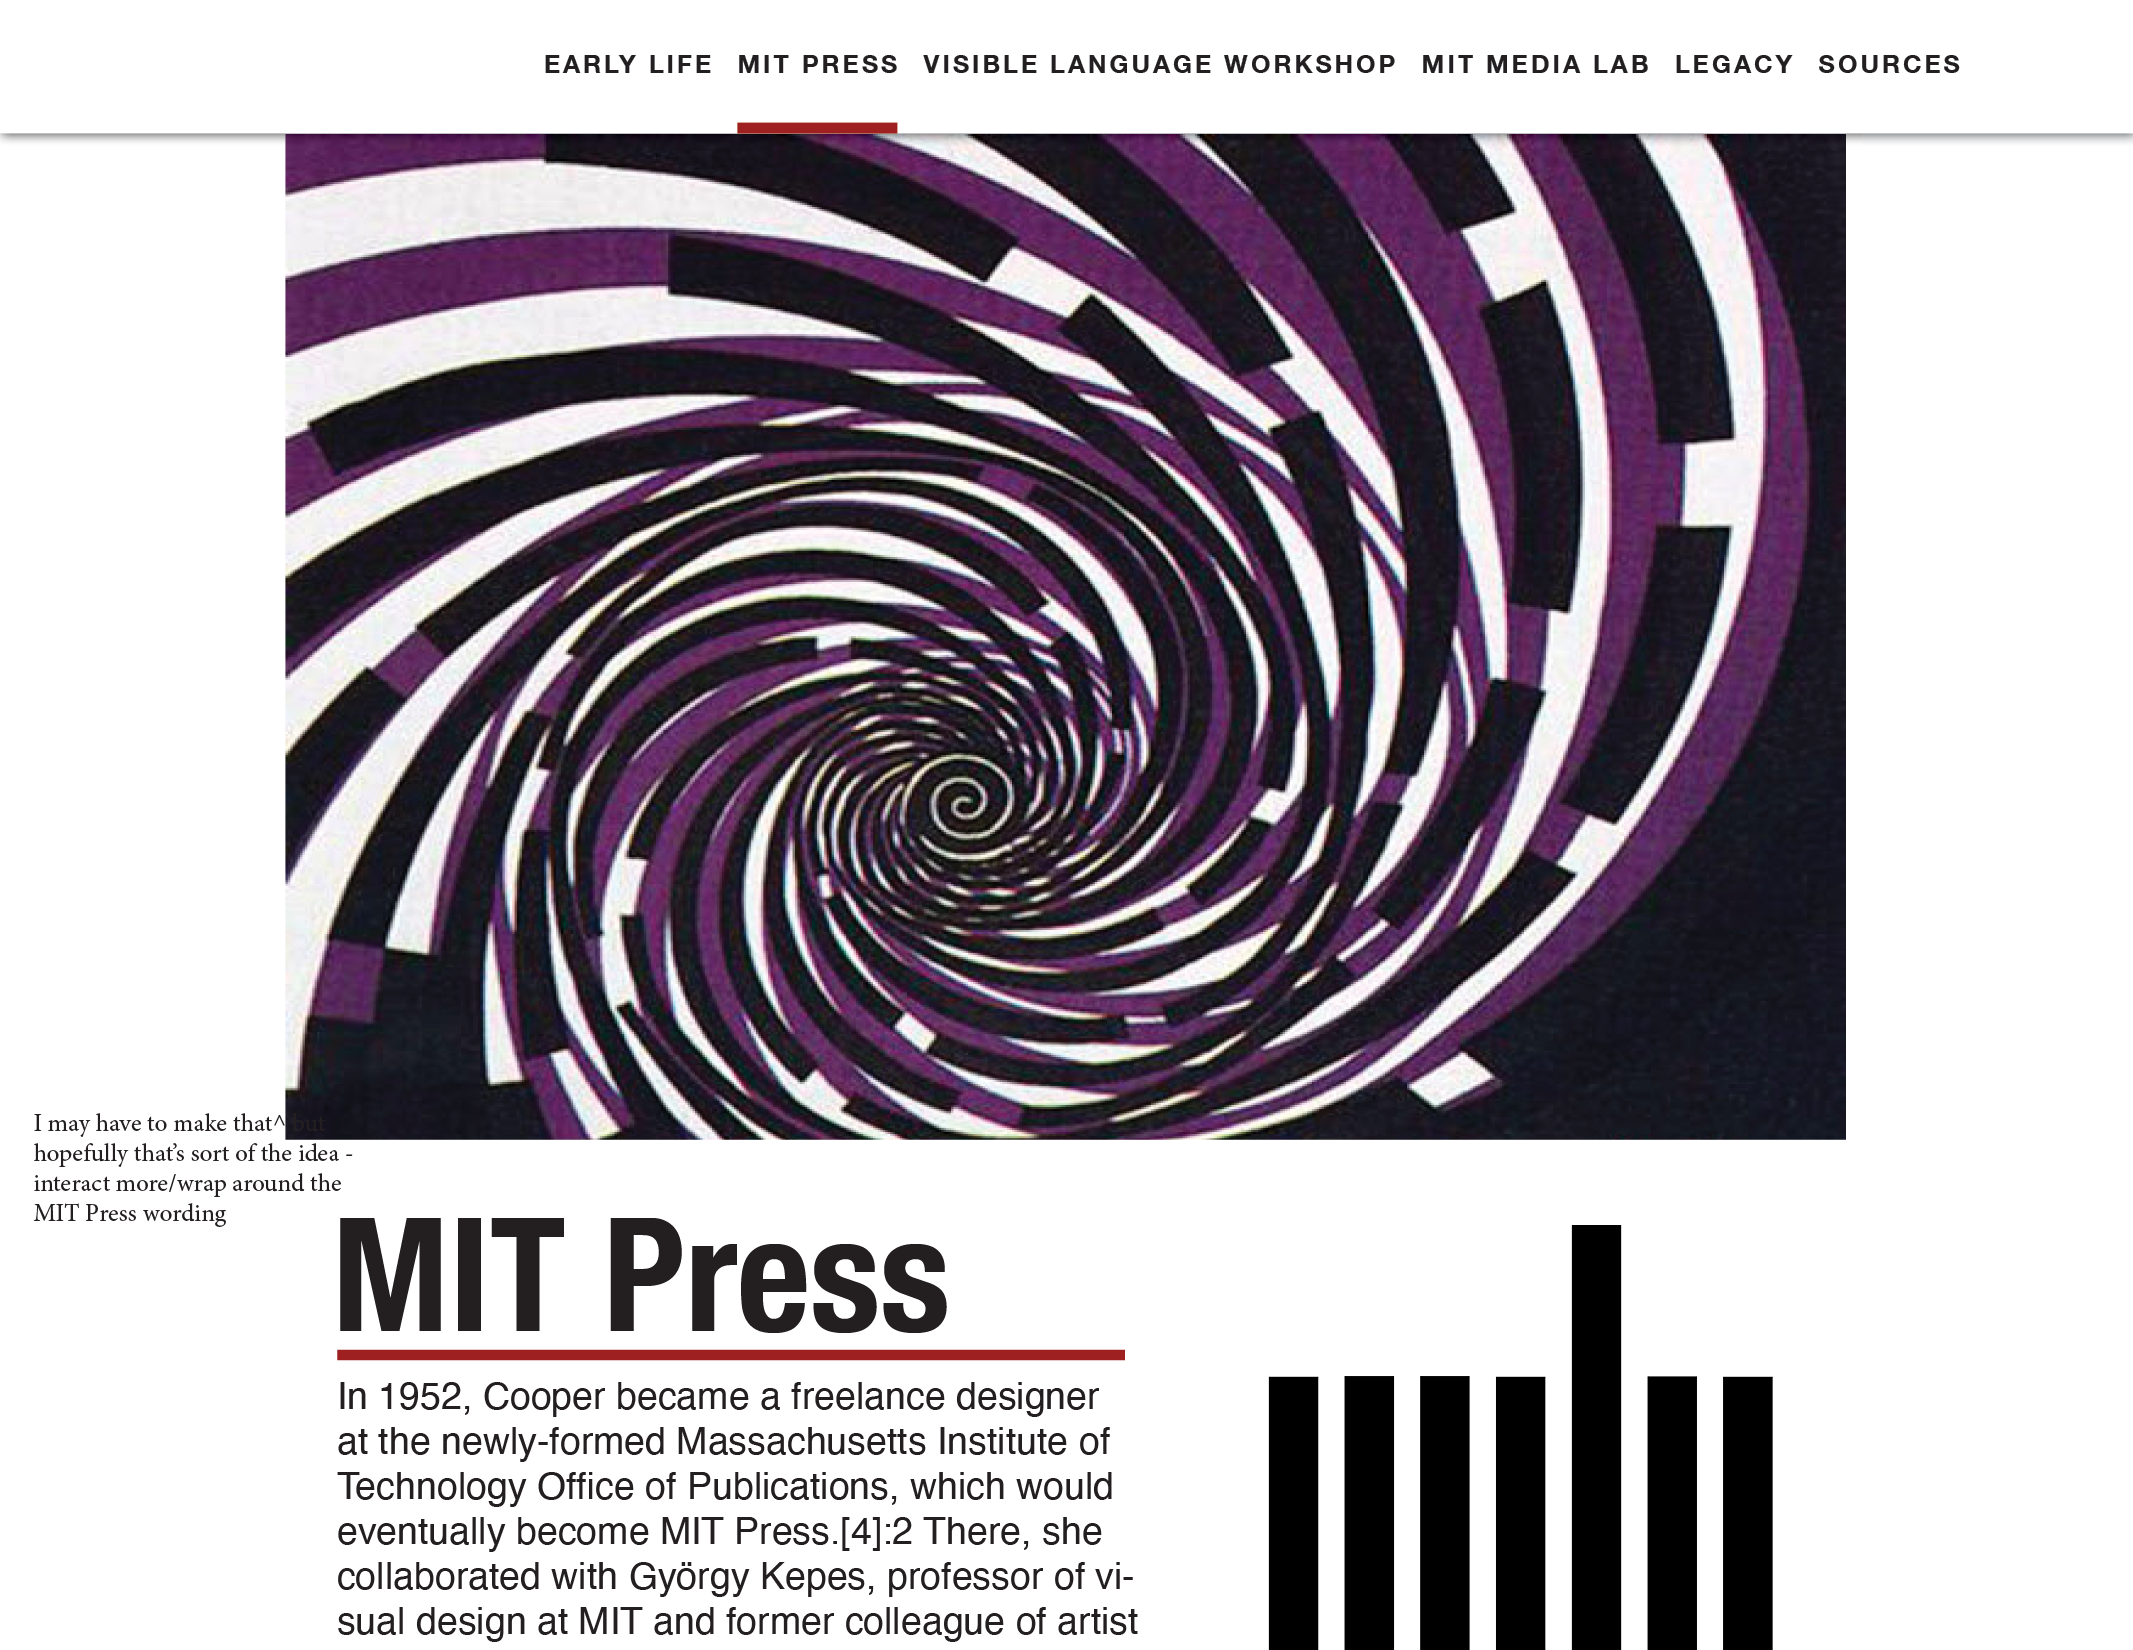 EARLY LIFE MIT PRESS VISIBLE LANGUAGE WORKSHOP MIT MEDIA LAB LEGACY SOURCES
I may have to make that^ but
hopefully that’s sort of the idea -
interact more/wrap around the
MIT Press wording
MIT Press
In 1952, Cooper became a freelance designer
at the newly-formed Massachusetts Institute of
Technology Office of Publications, which would
eventually become MIT Press.[4]:2 There, she
collaborated with György Kepes, professor of vi-
sual design at MIT and former colleague of artist